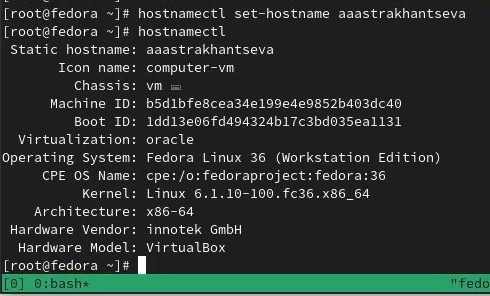 [root@fedora ~]# hostnamectl set-hostname aaastrakhantseva
[root@fedora ~]# hostnamectl
Static hostname: aaastrakhantseva
Icon name: computer-vm
Chassis: vm
Machine ID: b5d1bfe8cea34e199e4e9852b403dc40
Boot ID: 1dd13e06fd494324b17c3bd035ea1131
Virtualization: oracle
Operating System: Fedora Linux 36 (Workstation Edition)
CPE OS Name: cpe:/o:fedoraproject:fedora:36
Kernel: Linux 6.1.10-100.fc36.x86_64
Architecture: x86-64
Hardware Vendor: innotek GmbH
Hardware Model: VirtualBox
[root@fedora ~]#
[0] 0:bash* "fedo